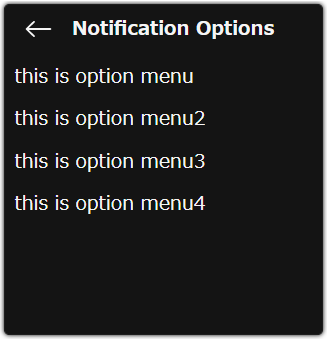 Notification Options
this is option menu
this is option menu2
this is option menu3
this is option menu4